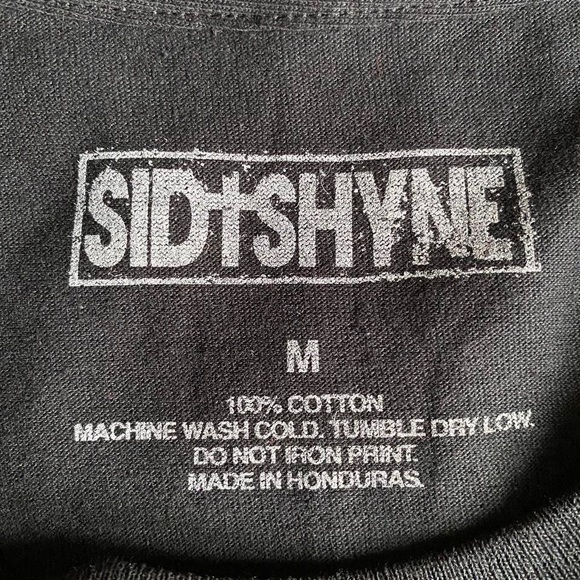 SID+SHYNE
M
100% COTTON
MACHINE WASH COLD. TUMBLE DRY LOW.
DO NOT IRON PRINT.
MADE IN HONDURAS.